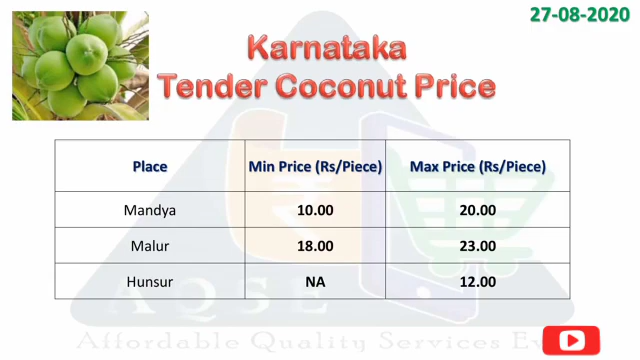 27-08-2020
Karnataka
Tender Coconut Price
Place Min Price (Rs/Piece) Max Price (Rs/Piece)
Mandya 10.00 20.00
Malur 18.00 23.00
Hunsur NA 12.00
AQSE
Affordable Quality Services